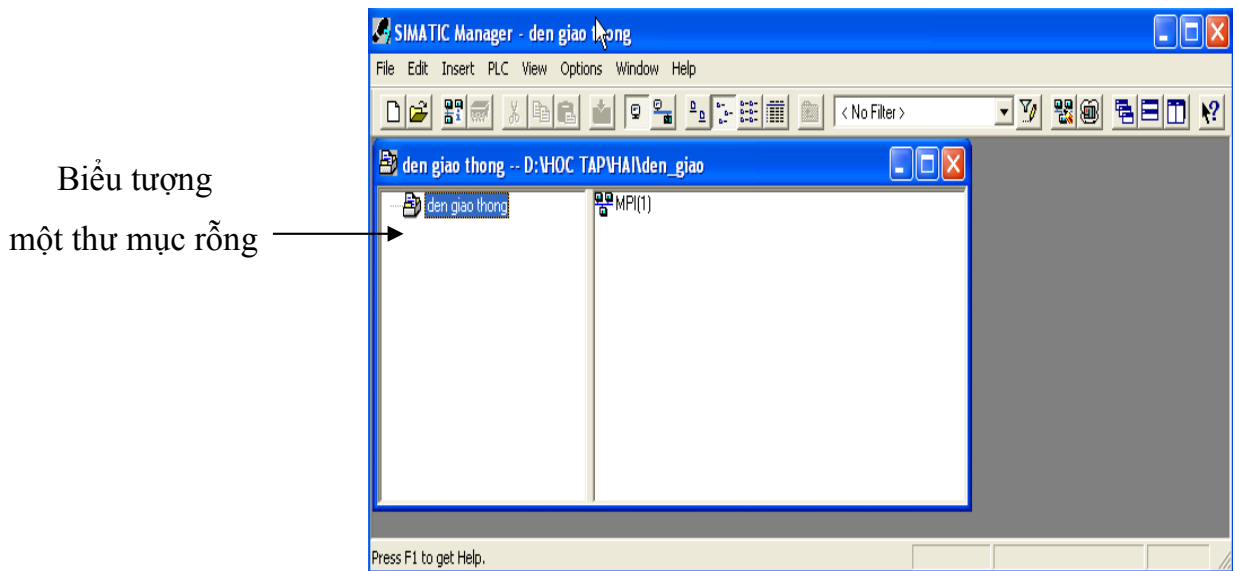 SIMATIC Manager - den giao thong
File Edit Insert PLC View Options Window Help
< No Filter >
den giao thong -- D:\HOC TAP\HAI\den_giao
den giao thong
MPI(1)
Biểu tượng
một thư mục rỗng
Press F1 to get Help.